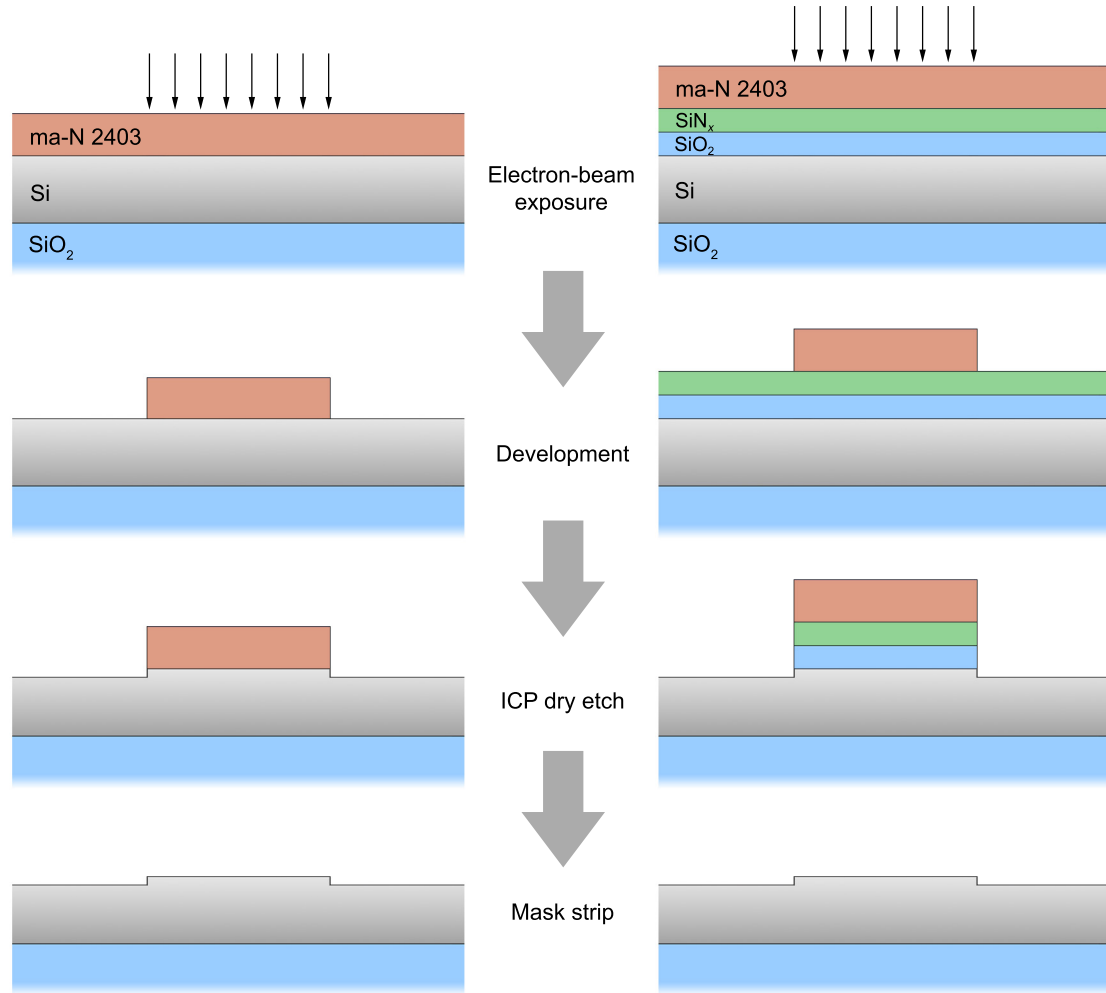 ma-N 2403
Si
SiO₂
Electron-beam
exposure
ma-N 2403
SiNₓ
SiO₂
Si
SiO₂
Development
ICP dry etch
Mask strip